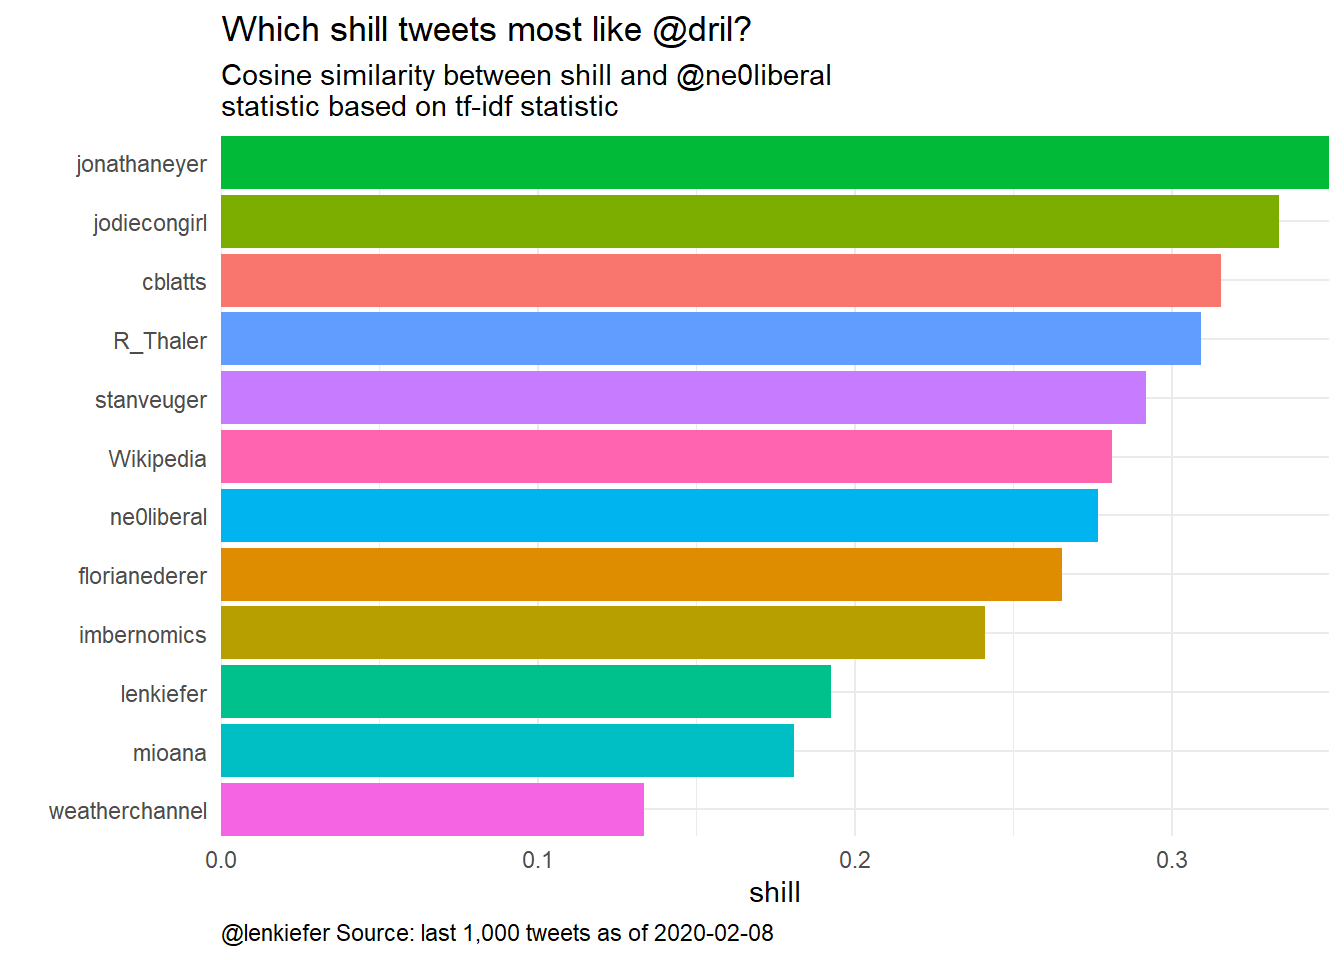 Which shill tweets most like @dril?
Cosine similarity between shill and @ne0liberal
statistic based on tf-idf statistic
jonathaneyer
jodiecongirl
cblatts
R_Thaler
stanveuger
Wikipedia
ne0liberal
florianederer
imbernomics
lenkiefer
mioana
weatherchannel
0.0 0.1 0.2 0.3
shill
@lenkiefer Source: last 1,000 tweets as of 2020-02-08